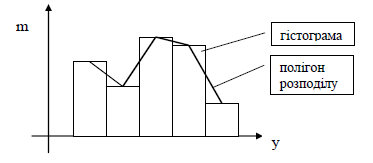 m
гістограма
полігон
розподілу
y